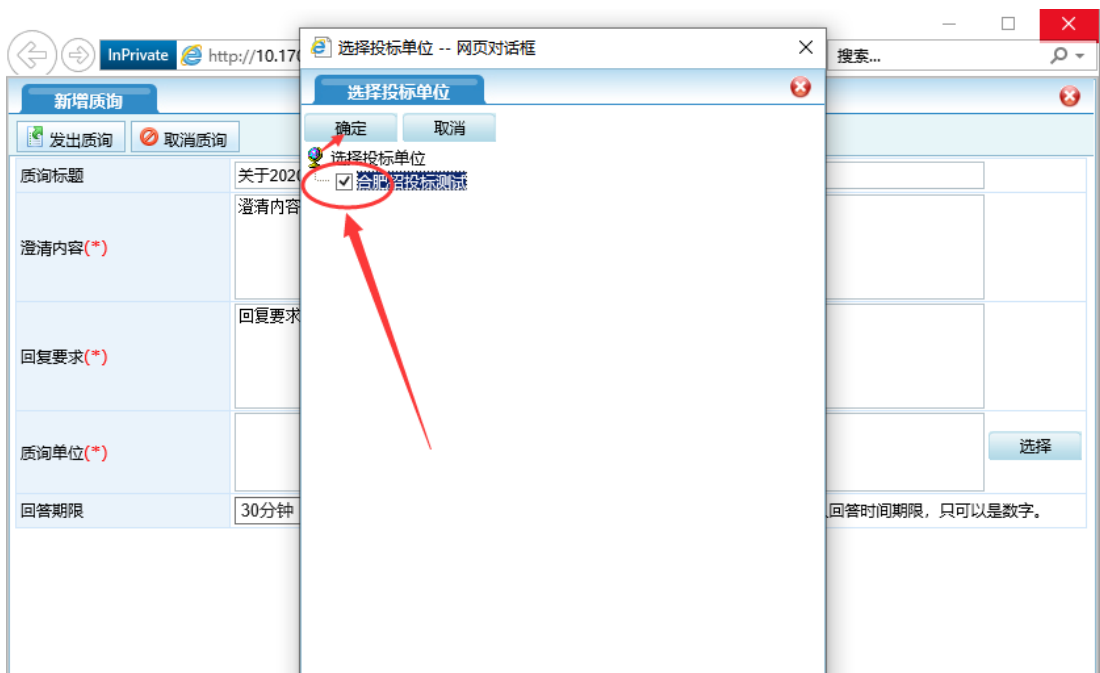 InPrivate http://10.170
选择投标单位 -- 网页对话框
搜索...
新增质询
选择投标单位
发出质询 取消质询
确定 取消
选择投标单位
合肥招投标测试
质询标题 关于2020
澄清内容(*) 澄清内容
回复要求(*) 回复要求
质询单位(*) 选择
回答期限 30分钟 回答时间期限，只可以是数字。